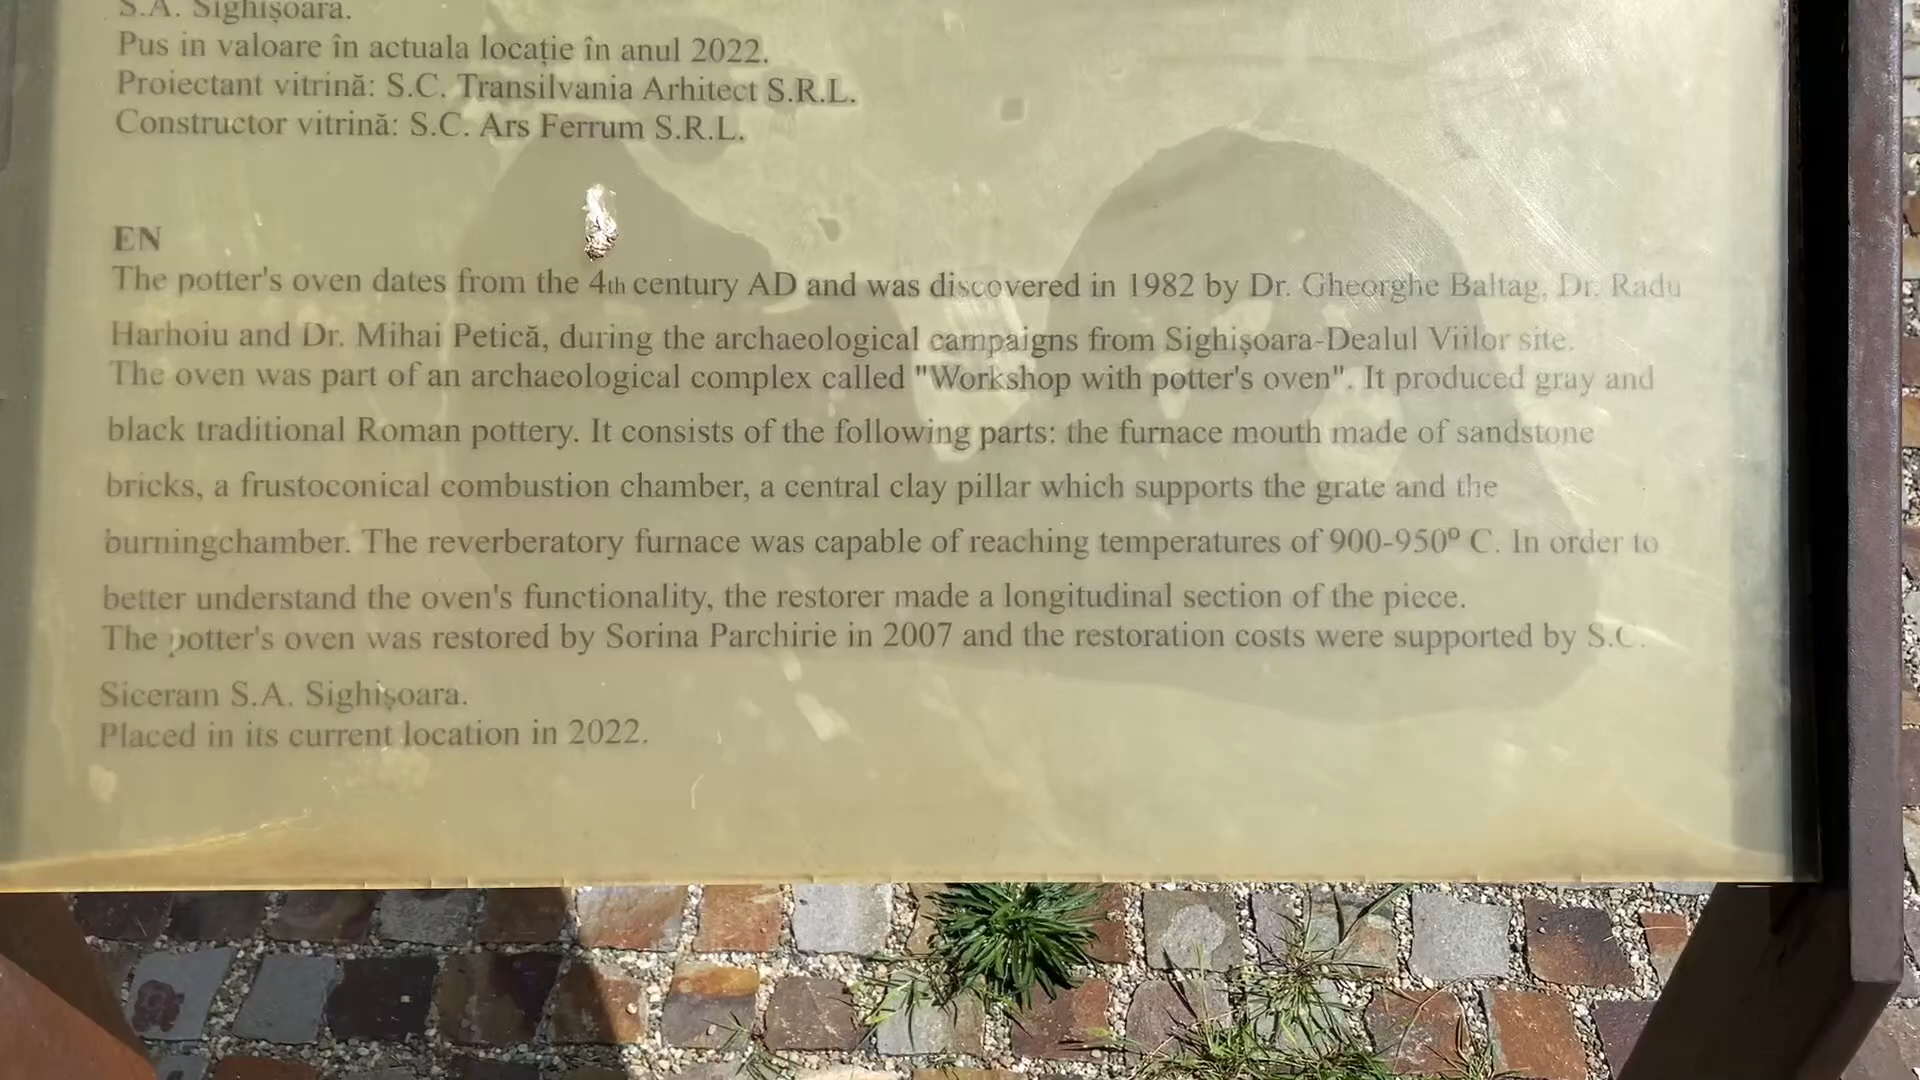 S.A. Sighișoara.
Pus in valoare în actuala locație în anul 2022.
Proiectant vitrină: S.C. Transilvania Arhitect S.R.L.
Constructor vitrină: S.C. Ars Ferrum S.R.L.
EN
The potter's oven dates from the 4th century AD and was discovered in 1982 by Dr. Gheorghe Baltag, Dr. Radu
Harhoiu and Dr. Mihai Petică, during the archaeological campaigns from Sighișoara-Dealul Viilor site.
The oven was part of an archaeological complex called "Workshop with potter's oven". It produced gray and
black traditional Roman pottery. It consists of the following parts: the furnace mouth made of sandstone
bricks, a frustoconical combustion chamber, a central clay pillar which supports the grate and the
burningchamber. The reverberatory furnace was capable of reaching temperatures of 900-950º C. In order to
better understand the oven's functionality, the restorer made a longitudinal section of the piece.
The potter's oven was restored by Sorina Parchirie in 2007 and the restoration costs were supported by S.C.
Siceram S.A. Sighișoara.
Placed in its current location in 2022.